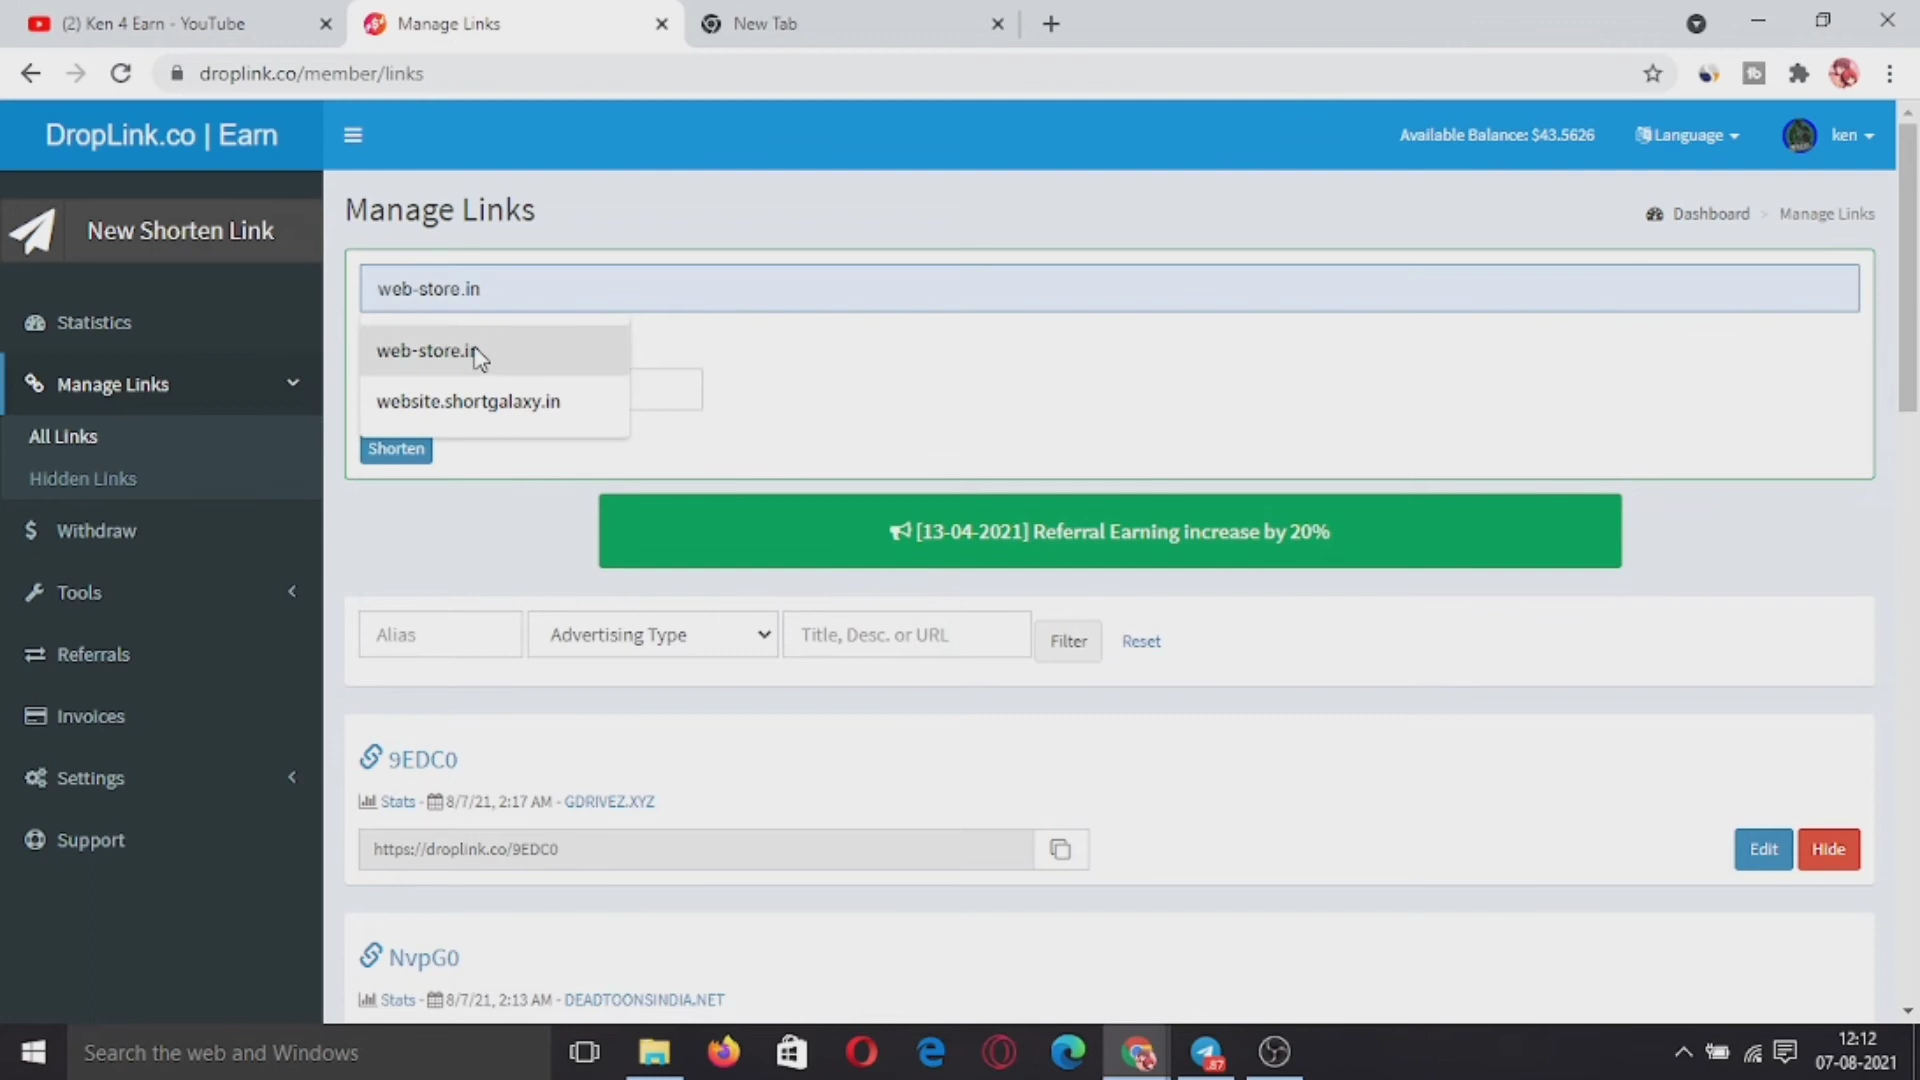 (2) Ken 4 Earn - YouTube
Manage Links
New Tab
droplink.co/member/links
DropLink.co | Earn
Available Balance: $43.5626
Language
ken
New Shorten Link
Manage Links
Dashboard > Manage Links
web-store.in
web-store.in
website.shortgalaxy.in
Shorten
Statistics
Manage Links
All Links
Hidden Links
Withdraw
Tools
Referrals
Invoices
Settings
Support
[13-04-2021] Referral Earning increase by 20%
Alias
Advertising Type
Title, Desc. or URL
Filter
Reset
9EDC0
Stats - 8/7/21, 2:17 AM - GDRIVEZ.XYZ
https://droplink.co/9EDC0
Edit
Hide
NvpG0
Stats - 8/7/21, 2:13 AM - DEADTOONSINDIA.NET
Search the web and Windows
87
12:12
07-08-2021